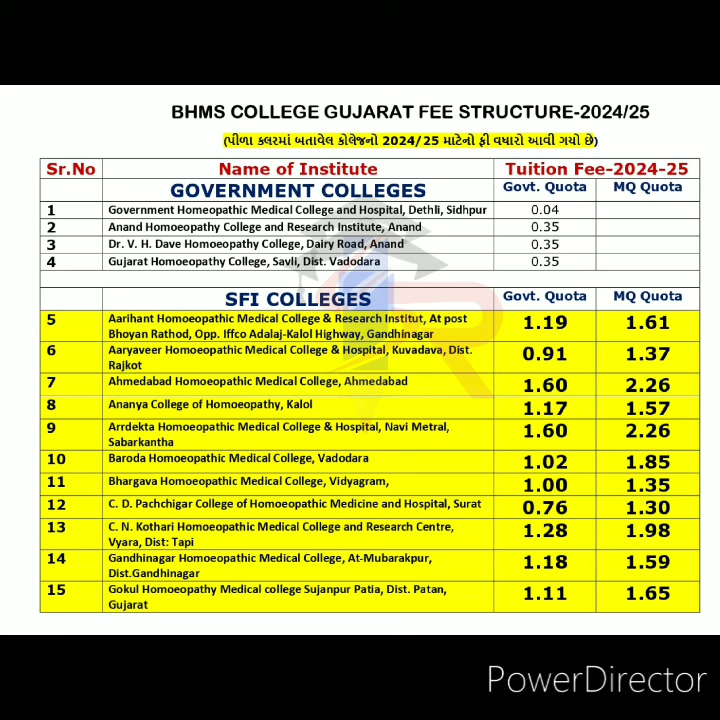 BHMS COLLEGE GUJARAT FEE STRUCTURE-2024/25
(પીળા ક્લરમાં બતાવેલ કોલેજનો 2024/25 માટેનો ફી વધારો આવી ગયો છે)
Sr.No Name of Institute Tuition Fee-2024-25
GOVERNMENT COLLEGES Govt. Quota MQ Quota
1 Government Homeopathic Medical College and Hospital, Dethli, Sidhpur 0.04
2 Anand Homoeopathy College and Research Institute, Anand 0.35
3 Dr. V. H. Dave Homoeopathy College, Dairy Road, Anand 0.35
4 Gujarat Homoeopathy College, Savli, Dist. Vadodara 0.35
SFI COLLEGES Govt. Quota MQ Quota
5 Aarihant Homoeopathic Medical College & Research Institut, At post
Bhoyan Rathod, Opp. Iffco Adalaj-Kalol Highway, Gandhinagar 1.19 1.61
6 Aaryaveer Homoeopathic Medical College & Hospital, Kuvadava, Dist.
Rajkot 0.91 1.37
7 Ahmedabad Homoeopathic Medical College, Ahmedabad 1.60 2.26
8 Ananya College of Homoeopathy, Kalol 1.17 1.57
9 Arrdekta Homoeopathic Medical College & Hospital, Navi Metral,
Sabarkantha 1.60 2.26
10 Baroda Homoeopathic Medical College, Vadodara 1.02 1.85
11 Bhargava Homoeopathic Medical College, Vidyagram, 1.00 1.35
12 C. D. Pachchigar College of Homoeopathic Medicine and Hospital, Surat 0.76 1.30
13 C. N. Kothari Homoeopathic Medical College and Research Centre,
Vyara, Dist: Tapi 1.28 1.98
14 Gandhinagar Homoeopathic Medical College, At-Mubarakpur,
Dist.Gandhinagar 1.18 1.59
15 Gokul Homoeopathy Medical college Sujanpur Patia, Dist. Patan,
Gujarat 1.11 1.65
PowerDirector